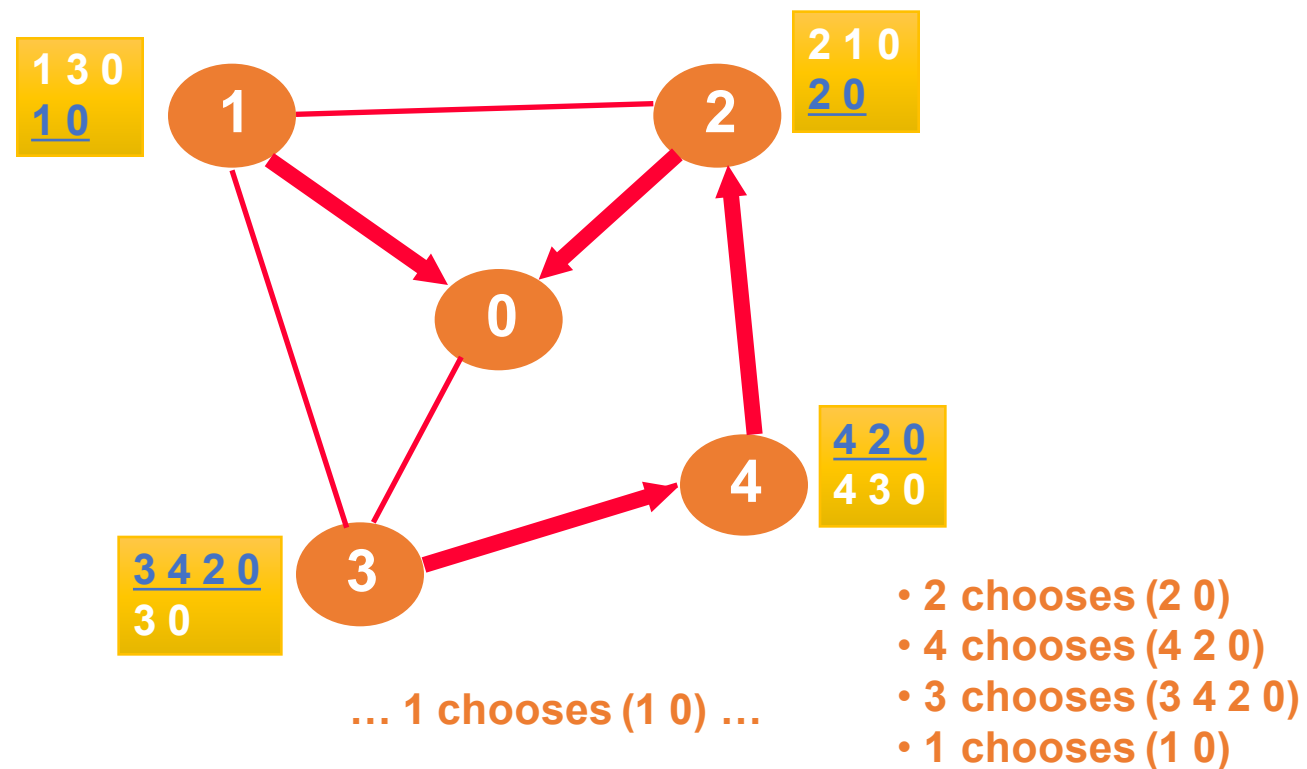 1 3 0
1 0
1
2
2 1 0
2 0
0
4
4 2 0
4 3 0
3 4 2 0
3 0
3
• 2 chooses (2 0)
• 4 chooses (4 2 0)
• 3 chooses (3 4 2 0)
• 1 chooses (1 0)
... 1 chooses (1 0) ...